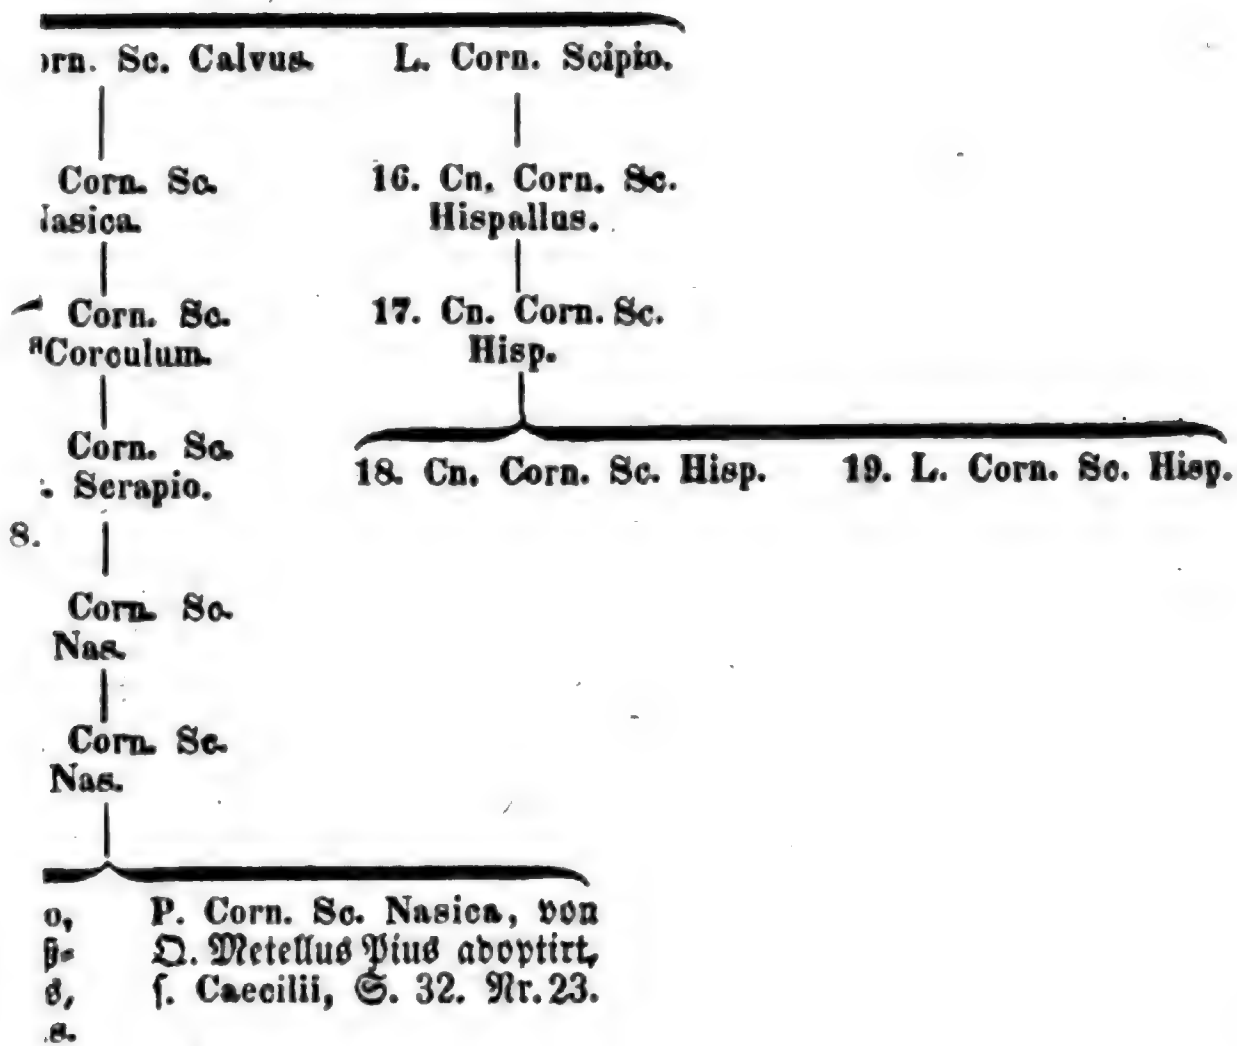 Sc. Calvus. L. Corn. Scipio.
Corn. Sc. 16. Cn. Corn. Sc.
Hispallus.
Corn. Sc. 17. Cn. Corn. Sc.
Corculum. Hisp.
Corn. Sc.
Serapio. 18. Cn. Corn. Sc. Hisp. 19. L. Corn. Sc. Hisp.
8.
Corn. Sc.
Nas.
Corn. Sc.
Nas.
o, P. Corn. Sc. Nasica, von
Q. Metellus Pius adoptirt,
s, ſ. Caecilii, S. 32. Nr. 23.
s.